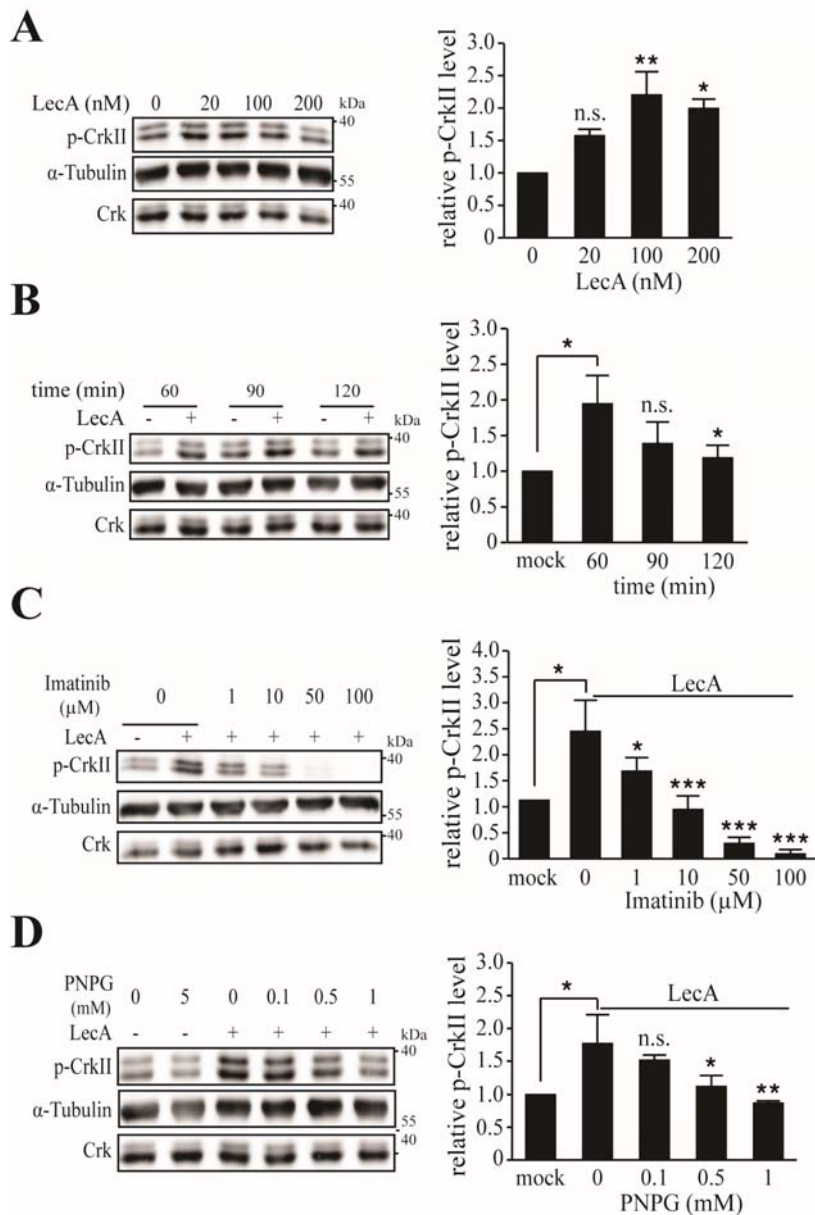 A
LecA (nM) 0 20 100 200 kDa
p-CrkII 40
α-Tubulin 55
Crk 40
relative p-CrkII level
3.0
2.5
2.0
1.5
1.0
0.5
0
n.s. ** *
0 20 100 200
LecA (nM)
B
time (min) 60 90 120
LecA - + - + - + kDa
p-CrkII 40
α-Tubulin 55
Crk 40
relative p-CrkII level
3.0
2.5
2.0
1.5
1.0
0.5
0
* n.s. *
mock 60 90 120
time (min)
C
Imatinib (μM) 0 1 10 50 100
LecA - + + + + + kDa
p-CrkII 40
α-Tubulin 55
Crk 40
relative p-CrkII level
4.0
3.5
3.0
2.5
2.0
1.5
1.0
0.5
0
LecA
* * *** *** ***
mock 0 1 10 50 100
Imatinib (μM)
D
PNPG (mM) 0 5 0 0.1 0.5 1
LecA - - + + + + kDa
p-CrkII 40
α-Tubulin 55
Crk 40
relative p-CrkII level
3.0
2.5
2.0
1.5
1.0
0.5
0
LecA
* n.s. * **
mock 0 0.1 0.5 1
PNPG (mM)